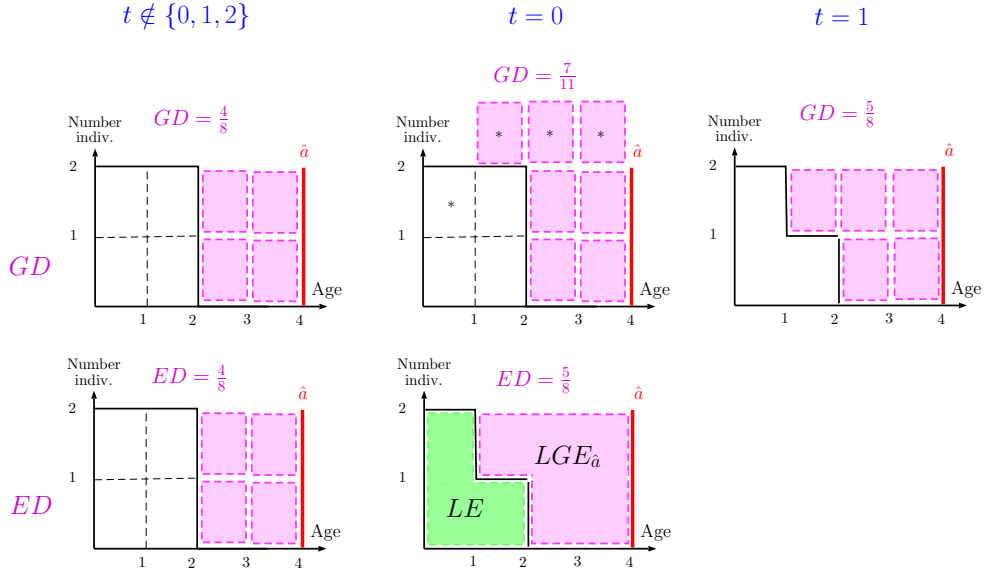 t ∉ {0, 1, 2}
t = 0
t = 1
GD = 7/11
GD = 4/8
GD = 5/8
Number
indiv.
Number
indiv.
Number
indiv.
* * *
â
â
â
2
2
2
*
1
1
1
GD
Age
Age
Age
1 2 3 4
1 2 3 4
1 2 3 4
Number
indiv.
ED = 4/8
Number
indiv.
ED = 5/8
â
â
2
2
LGE_â
1
1
ED
LE
Age
Age
1 2 3 4
1 2 3 4